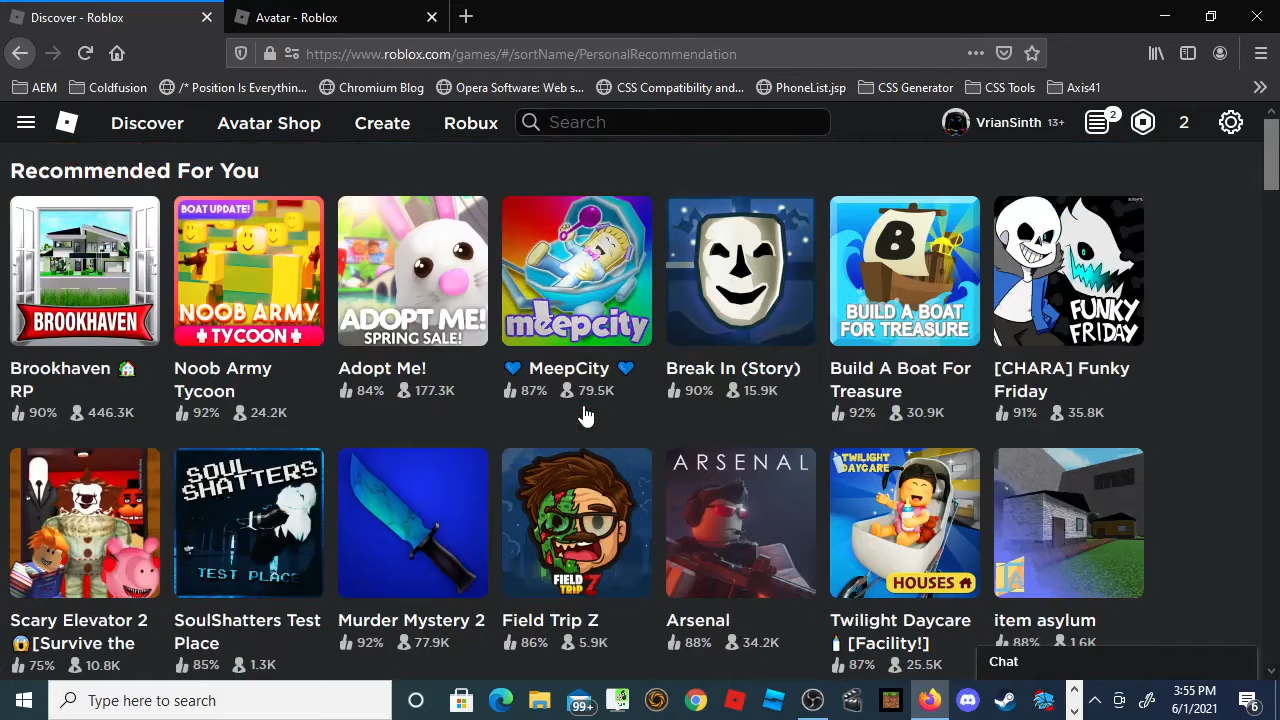 Discover - Roblox
Avatar - Roblox
https://www.roblox.com/games/#/sortName/PersonalRecommendation
AEM
Coldfusion
/* Position Is Everythin...
Chromium Blog
Opera Software: Web s...
CSS Compatibility and...
PhoneList.jsp
CSS Generator
CSS Tools
Axis41
Discover
Avatar Shop
Create
Robux
Search
VrianSinth 13+
2
2
Recommended For You
BROOKHAVEN
BOAT UPDATE!
NOOB ARMY
TYCOON
ADOPT ME!
SPRING SALE!
meepcity
B
BUILD A BOAT
FOR TREASURE
FUNKY
FRIDAY
Brookhaven 🏠
RP
90% 446.3K
Noob Army
Tycoon
92% 24.2K
Adopt Me!
84% 177.3K
💙 MeepCity 💙
87% 79.5K
Break In (Story)
90% 15.9K
Build A Boat For
Treasure
92% 30.9K
[CHARA] Funky
Friday
91% 35.8K
SOUL
SHATTERS
TEST PLACE
FIELD
TRIP Z
ARSENAL
TWILIGHT
DAYCARE
HOUSES
IA
Scary Elevator 2
😱[Survive the
75% 10.8K
SoulShatters Test
Place
85% 1.3K
Murder Mystery 2
92% 77.9K
Field Trip Z
86% 5.9K
Arsenal
88% 34.2K
Twilight Daycare
🍼 [Facility!]
87% 25.5K
item asylum
88% 1.6K
Chat
Type here to search
99+
3:55 PM
6/1/2021
6